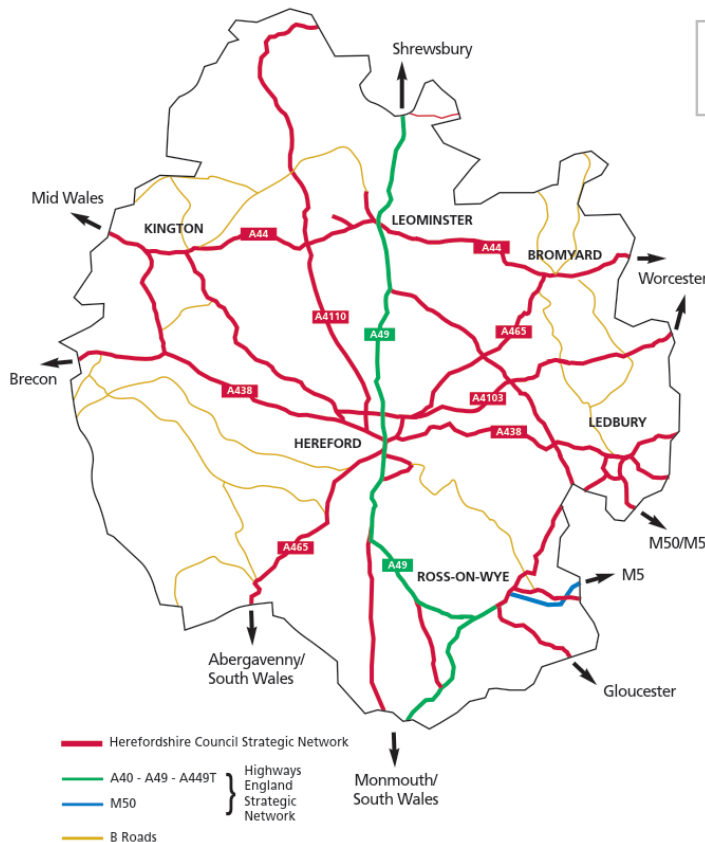 Shrewsbury
Mid Wales
KINGTON
LEOMINSTER
A44
A44
BROMYARD
Worcester
A4110
A49
A465
Brecon
A438
A4103
LEDBURY
HEREFORD
A438
M50/M5
A465
A49
ROSS-ON-WYE
M5
Abergavenny/
South Wales
Gloucester
Monmouth/
South Wales
Herefordshire Council Strategic Network
A40 - A49 - A449T
M50
Highways
England
Strategic
Network
B Roads